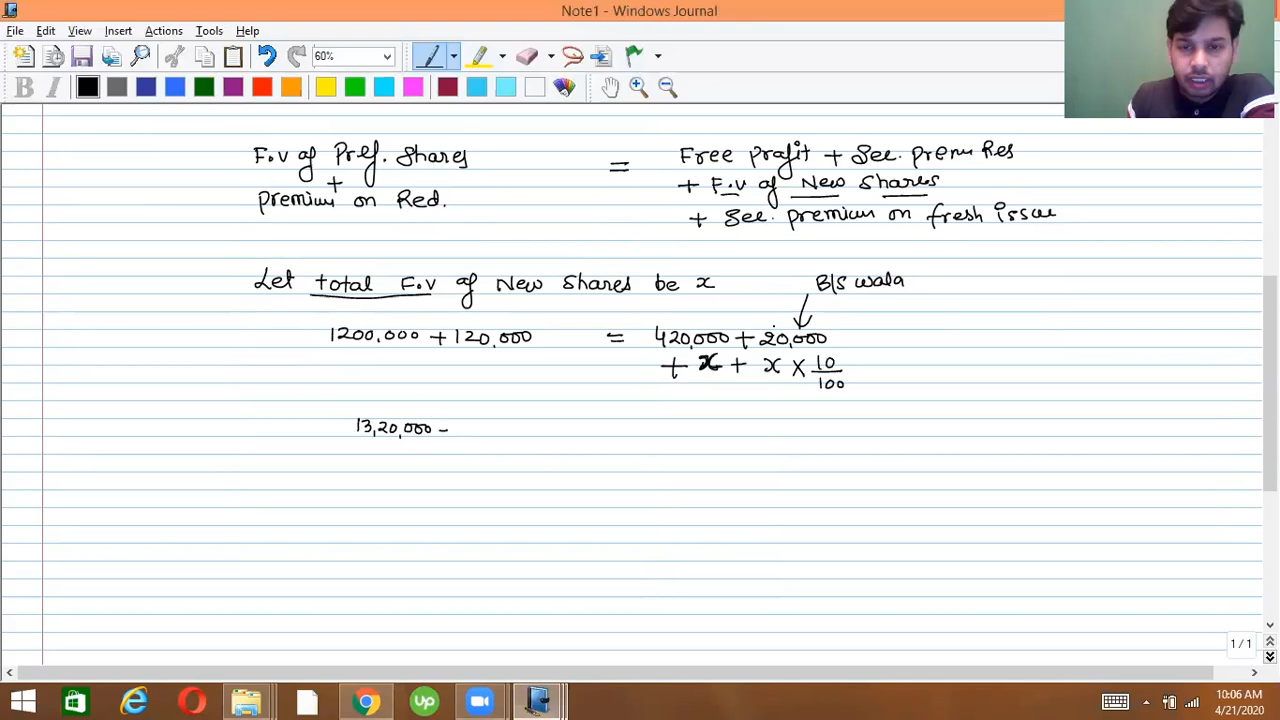 Note1 - Windows Journal
File Edit View Insert Actions Tools Help
60%
B I
F.v of Pref. Shares = Free profit + Sec. premu Res
+ + F.v of New Shares
premium on Red. + Sec. premium on fresh issue
Let total F.v of New Shares be x B/S wala
1200,000 + 120,000 = 420,000 + 20,000
+ x + x X 10/100
13,20,000 -
1 / 1
up
10:06 AM
4/21/2020